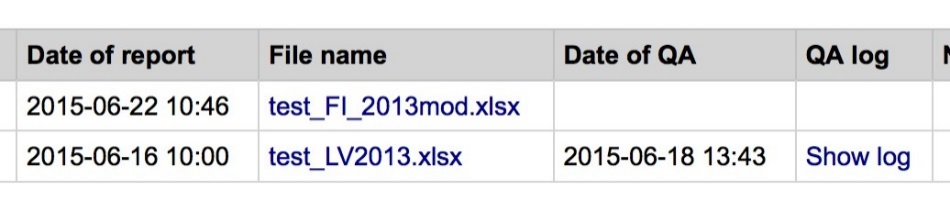 Date of report File name Date of QA QA log
2015-06-22 10:46 test_FI_2013mod.xlsx
2015-06-16 10:00 test_LV2013.xlsx 2015-06-18 13:43 Show log